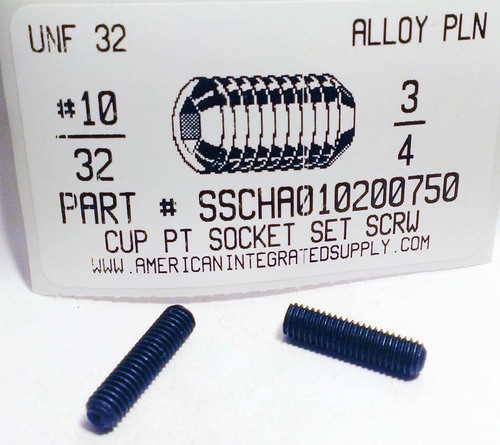 UNF 32 ALLOY PLN
#10
32
3
4
PART # SSCHA010200750
CUP PT SOCKET SET SCRW
WWW.AMERICANINTEGRATEDSUPPLY.COM